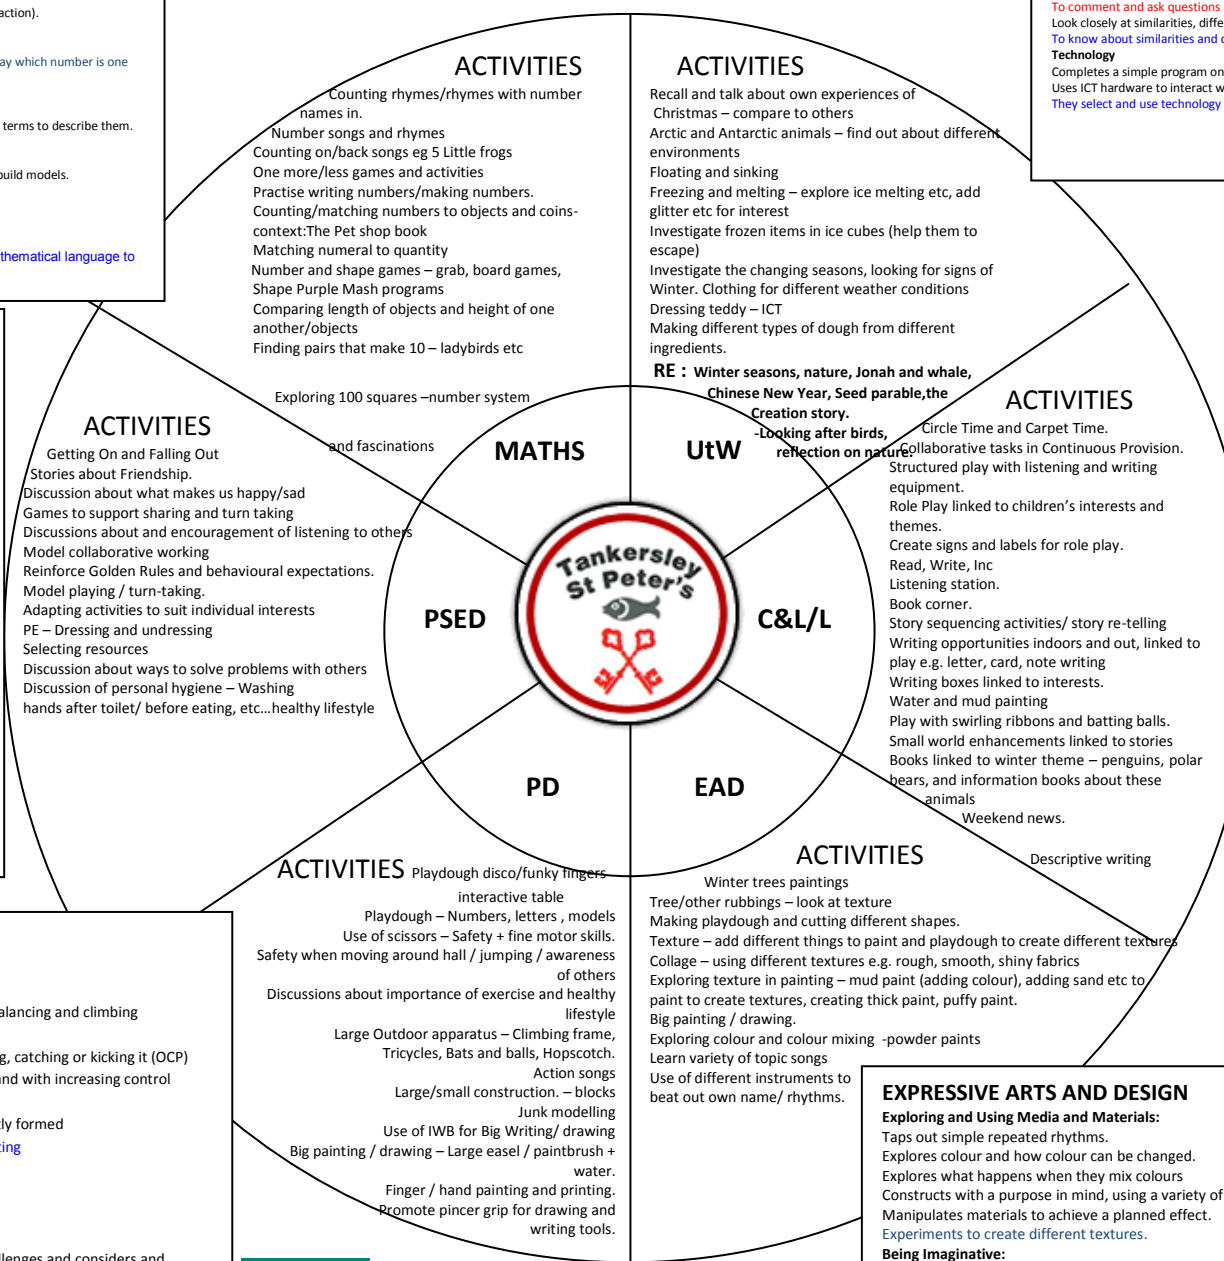 action).
ay which number is one
terms to describe them.
build models.
thematical language to
To comment and ask questions
Look closely at similarities, diffe
To know about similarities and d
Technology
Completes a simple program on
Uses ICT hardware to interact w
They select and use technology
ACTIVITIES
Counting rhymes/rhymes with number
names in.
Number songs and rhymes
Counting on/back songs eg 5 Little frogs
One more/less games and activities
Practise writing numbers/making numbers.
Counting/matching numbers to objects and coins-
context:The Pet shop book
Matching numeral to quantity
Number and shape games – grab, board games,
Shape Purple Mash programs
Comparing length of objects and height of one
another/objects
Finding pairs that make 10 – ladybirds etc
Exploring 100 squares –number system
and fascinations
ACTIVITIES
Recall and talk about own experiences of
Christmas – compare to others
Arctic and Antarctic animals – find out about different
environments
Floating and sinking
Freezing and melting – explore ice melting etc, add
glitter etc for interest
Investigate frozen items in ice cubes (help them to
escape)
Investigate the changing seasons, looking for signs of
Winter. Clothing for different weather conditions
Dressing teddy – ICT
Making different types of dough from different
ingredients.
RE : Winter seasons, nature, Jonah and whale,
Chinese New Year, Seed parable,the
Creation story.
-Looking after birds,
reflection on nature.
ACTIVITIES
Getting On and Falling Out
Stories about Friendship.
Discussion about what makes us happy/sad
Games to support sharing and turn taking
Discussions about and encouragement of listening to others
Model collaborative working
Reinforce Golden Rules and behavioural expectations.
Model playing / turn-taking.
Adapting activities to suit individual interests
PE – Dressing and undressing
Selecting resources
Discussion about ways to solve problems with others
Discussion of personal hygiene – Washing
hands after toilet/ before eating, etc…healthy lifestyle
MATHS
UtW
PSED
Tankersley
St Peter's
C&L/L
PD
EAD
ACTIVITIES
Circle Time and Carpet Time.
Collaborative tasks in Continuous Provision.
Structured play with listening and writing
equipment.
Role Play linked to children's interests and
themes.
Create signs and labels for role play.
Read, Write, Inc
Listening station.
Book corner.
Story sequencing activities/ story re-telling
Writing opportunities indoors and out, linked to
play e.g. letter, card, note writing
Writing boxes linked to interests.
Water and mud painting
Play with swirling ribbons and batting balls.
Small world enhancements linked to stories
Books linked to winter theme – penguins, polar
bears, and information books about these
animals
Weekend news.
Descriptive writing
ACTIVITIES Playdough disco/funky fingers
interactive table
Playdough – Numbers, letters , models
Use of scissors – Safety + fine motor skills.
Safety when moving around hall / jumping / awareness
of others
Discussions about importance of exercise and healthy
lifestyle
Large Outdoor apparatus – Climbing frame,
Tricycles, Bats and balls, Hopscotch.
Action songs
Large/small construction. – blocks
Junk modelling
Use of IWB for Big Writing/ drawing
Big painting / drawing – Large easel / paintbrush +
water.
Finger / hand painting and printing.
Promote pincer grip for drawing and
writing tools.
ACTIVITIES
Winter trees paintings
Tree/other rubbings – look at texture
Making playdough and cutting different shapes.
Texture – add different things to paint and playdough to create different textures
Collage – using different textures e.g. rough, smooth, shiny fabrics
Exploring texture in painting – mud paint (adding colour), adding sand etc to
paint to create textures, creating thick paint, puffy paint.
Big painting / drawing.
Exploring colour and colour mixing -powder paints
Learn variety of topic songs
Use of different instruments to
beat out own name/ rhythms.
alancing and climbing
g, catching or kicking it (OCP)
and with increasing control
tly formed
ting
llenges and considers and
EXPRESSIVE ARTS AND DESIGN
Exploring and Using Media and Materials:
Taps out simple repeated rhythms.
Explores colour and how colour can be changed.
Explores what happens when they mix colours
Constructs with a purpose in mind, using a variety of
Manipulates materials to achieve a planned effect.
Experiments to create different textures.
Being Imaginative: